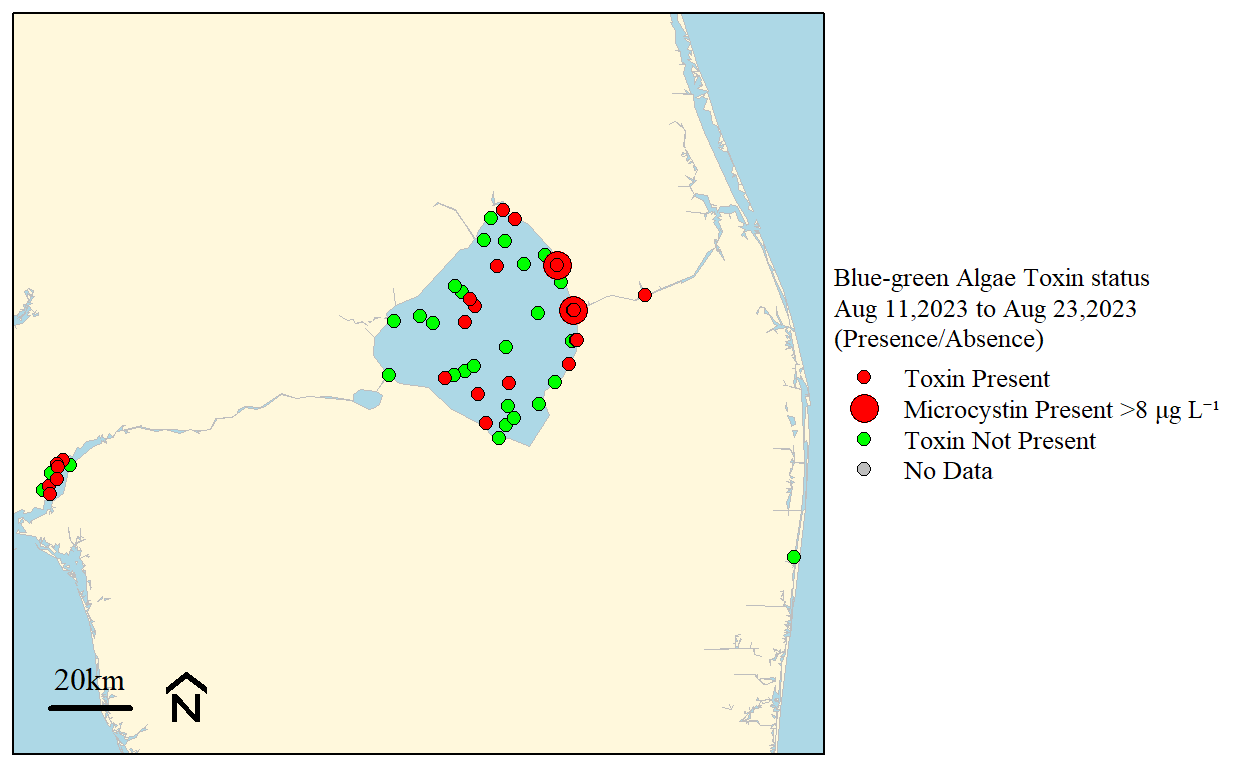 Blue-green Algae Toxin status
Aug 11,2023 to Aug 23,2023
(Presence/Absence)
Toxin Present
Microcystin Present >8 μg L⁻¹
Toxin Not Present
No Data
20km
N